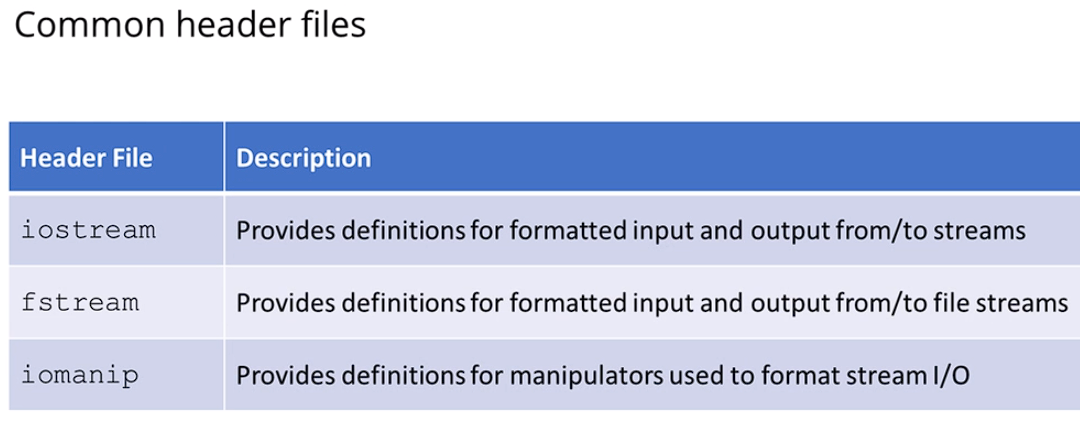 Common header files
Header File Description
iostream Provides definitions for formatted input and output from/to streams
fstream Provides definitions for formatted input and output from/to file streams
iomanip Provides definitions for manipulators used to format stream I/O